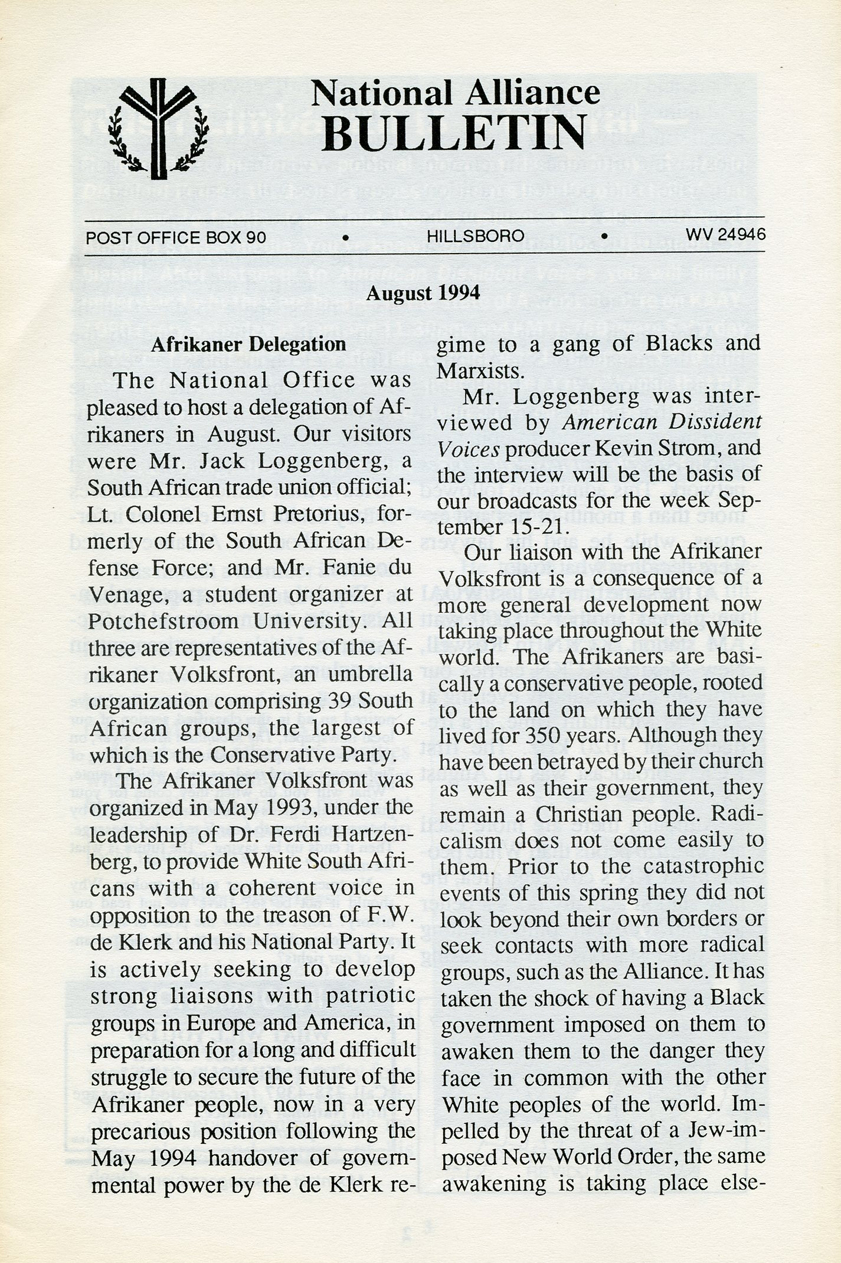 National Alliance
BULLETIN
POST OFFICE BOX 90 • HILLSBORO • WV 24946
August 1994
Afrikaner Delegation
The National Office was
pleased to host a delegation of Af-
rikaners in August. Our visitors
were Mr. Jack Loggenberg, a
South African trade union official;
Lt. Colonel Ernst Pretorius, for-
merly of the South African De-
fense Force; and Mr. Fanie du
Venage, a student organizer at
Potchefstroom University. All
three are representatives of the Af-
rikaner Volksfront, an umbrella
organization comprising 39 South
African groups, the largest of
which is the Conservative Party.
The Afrikaner Volksfront was
organized in May 1993, under the
leadership of Dr. Ferdi Hartzen-
berg, to provide White South Afri-
cans with a coherent voice in
opposition to the treason of F.W.
de Klerk and his National Party. It
is actively seeking to develop
strong liaisons with patriotic
groups in Europe and America, in
preparation for a long and difficult
struggle to secure the future of the
Afrikaner people, now in a very
precarious position following the
May 1994 handover of govern-
mental power by the de Klerk re-
gime to a gang of Blacks and
Marxists.
Mr. Loggenberg was inter-
viewed by American Dissident
Voices producer Kevin Strom, and
the interview will be the basis of
our broadcasts for the week Sep-
tember 15-21.
Our liaison with the Afrikaner
Volksfront is a consequence of a
more general development now
taking place throughout the White
world. The Afrikaners are basi-
cally a conservative people, rooted
to the land on which they have
lived for 350 years. Although they
have been betrayed by their church
as well as their government, they
remain a Christian people. Radi-
calism does not come easily to
them. Prior to the catastrophic
events of this spring they did not
look beyond their own borders or
seek contacts with more radical
groups, such as the Alliance. It has
taken the shock of having a Black
government imposed on them to
awaken them to the danger they
face in common with the other
White peoples of the world. Im-
pelled by the threat of a Jew-im-
posed New World Order, the same
awakening is taking place else-